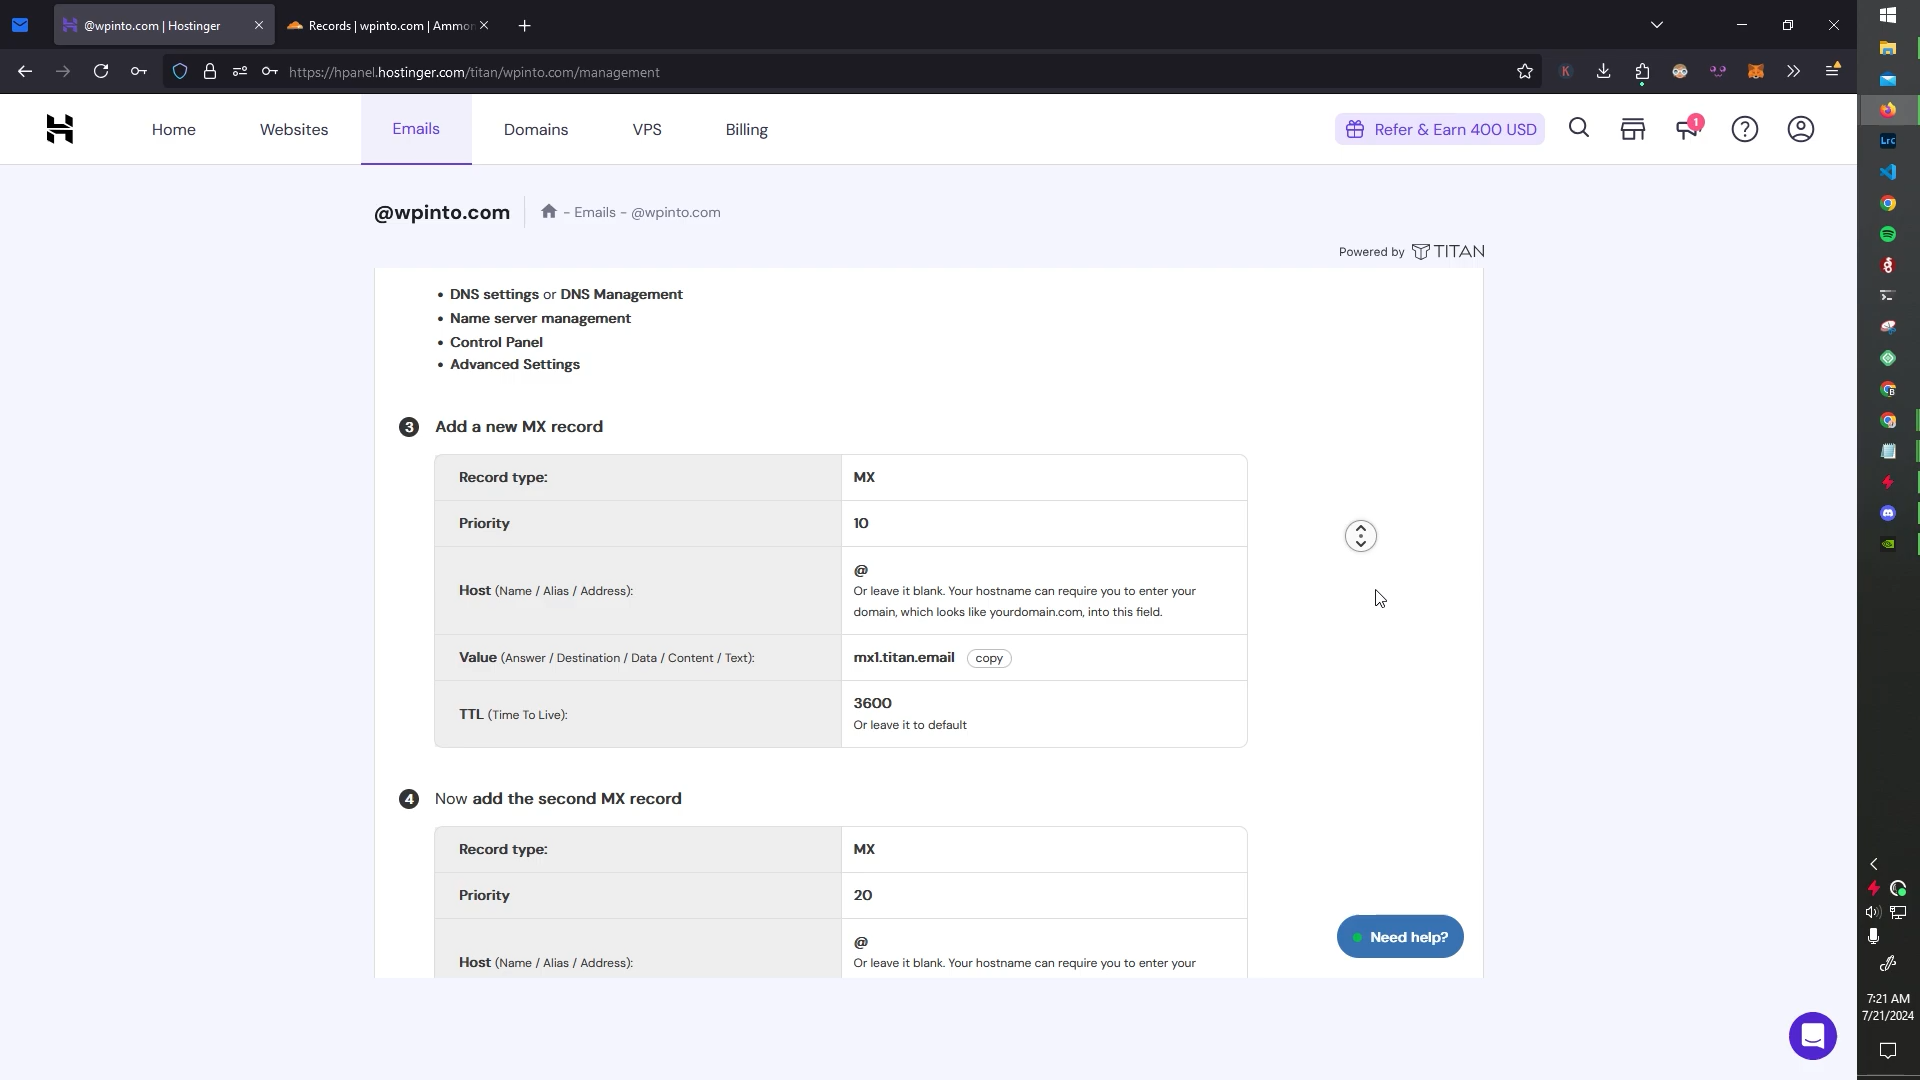 @wpinto.com | Hostinger
Records | wpinto.com | Ammon
https://hpanel.hostinger.com/titan/wpinto.com/management
Home
Websites
Emails
Domains
VPS
Billing
Refer & Earn 400 USD
1
@wpinto.com
- Emails - @wpinto.com
Powered by TITAN
• DNS settings or DNS Management
• Name server management
• Control Panel
• Advanced Settings
3 Add a new MX record
Record type: MX
Priority 10
Host (Name / Alias / Address): @
Or leave it blank. Your hostname can require you to enter your
domain, which looks like yourdomain.com, into this field.
Value (Answer / Destination / Data / Content / Text): mx1.titan.email copy
TTL (Time To Live): 3600
Or leave it to default
4 Now add the second MX record
Record type: MX
Priority 20
Host (Name / Alias / Address): @
Or leave it blank. Your hostname can require you to enter your
Need help?
Lrc
7:21 AM
7/21/2024